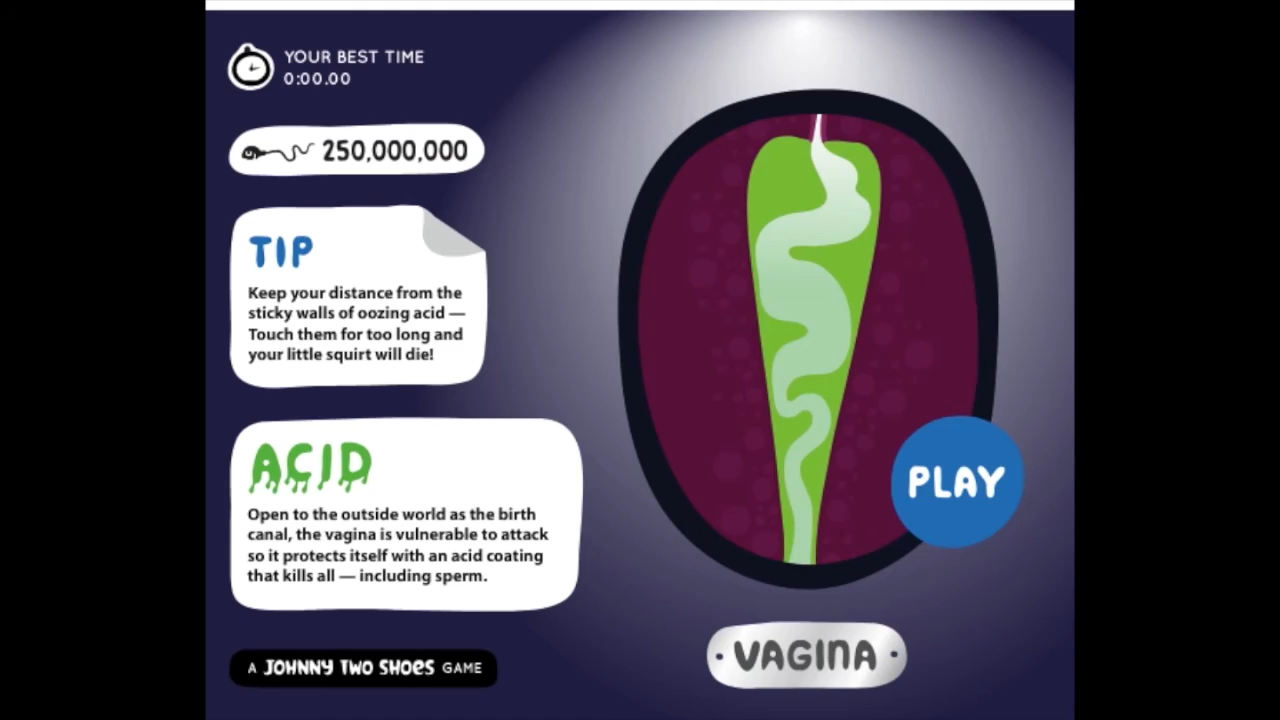 YOUR BEST TIME
0:00.00
250,000,000
TIP
Keep your distance from the
sticky walls of oozing acid —
Touch them for too long and
your little squirt will die!
ACID
Open to the outside world as the birth
canal, the vagina is vulnerable to attack
so it protects itself with an acid coating
that kills all — including sperm.
PLAY
VAGINA
A JOHNNY TWO SHOES GAME